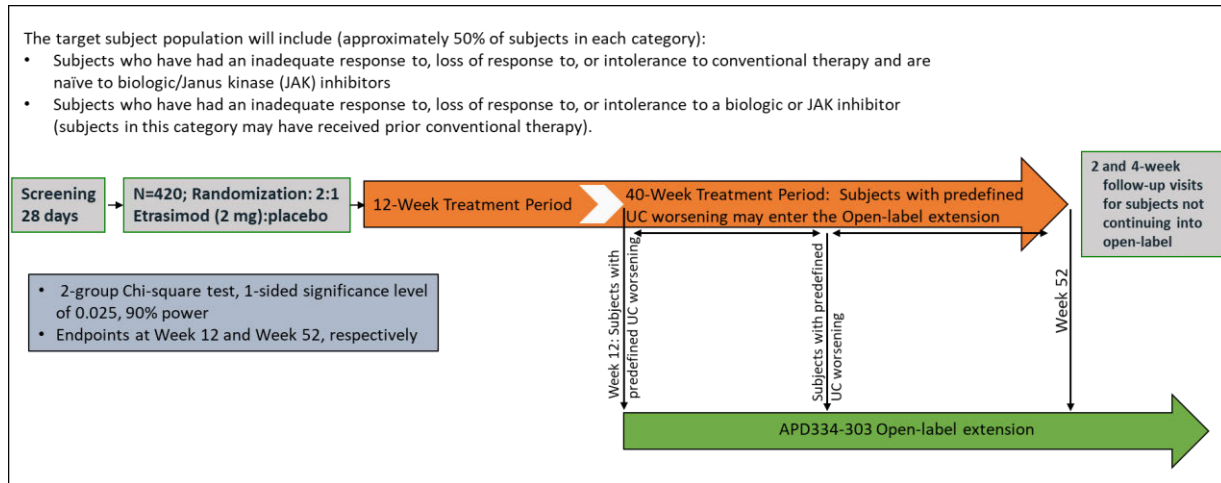 The target subject population will include (approximately 50% of subjects in each category):
• Subjects who have had an inadequate response to, loss of response to, or intolerance to conventional therapy and are
naïve to biologic/Janus kinase (JAK) inhibitors
• Subjects who have had an inadequate response to, loss of response to, or intolerance to a biologic or JAK inhibitor
(subjects in this category may have received prior conventional therapy).
Screening
28 days
N=420; Randomization: 2:1
Etrasimod (2 mg):placebo
12-Week Treatment Period
40-Week Treatment Period: Subjects with predefined
UC worsening may enter the Open-label extension
2 and 4-week
follow-up visits
for subjects not
continuing into
open-label
• 2-group Chi-square test, 1-sided significance level
of 0.025, 90% power
• Endpoints at Week 12 and Week 52, respectively
Week 12: Subjects with
predefined UC worsening
Subjects with predefined
UC worsening
Week 52
APD334-303 Open-label extension